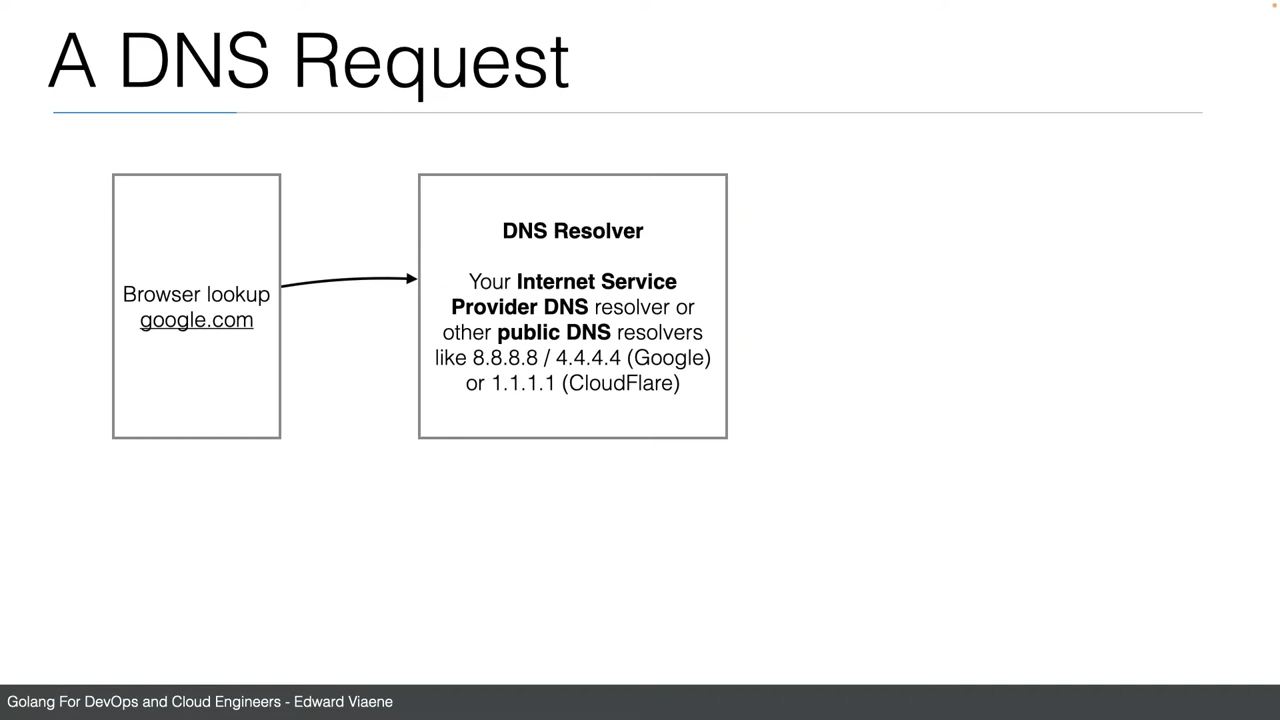 A DNS Request
Browser lookup
google.com
DNS Resolver
Your Internet Service
Provider DNS resolver or
other public DNS resolvers
like 8.8.8.8 / 4.4.4.4 (Google)
or 1.1.1.1 (CloudFlare)
Golang For DevOps and Cloud Engineers - Edward Viaene